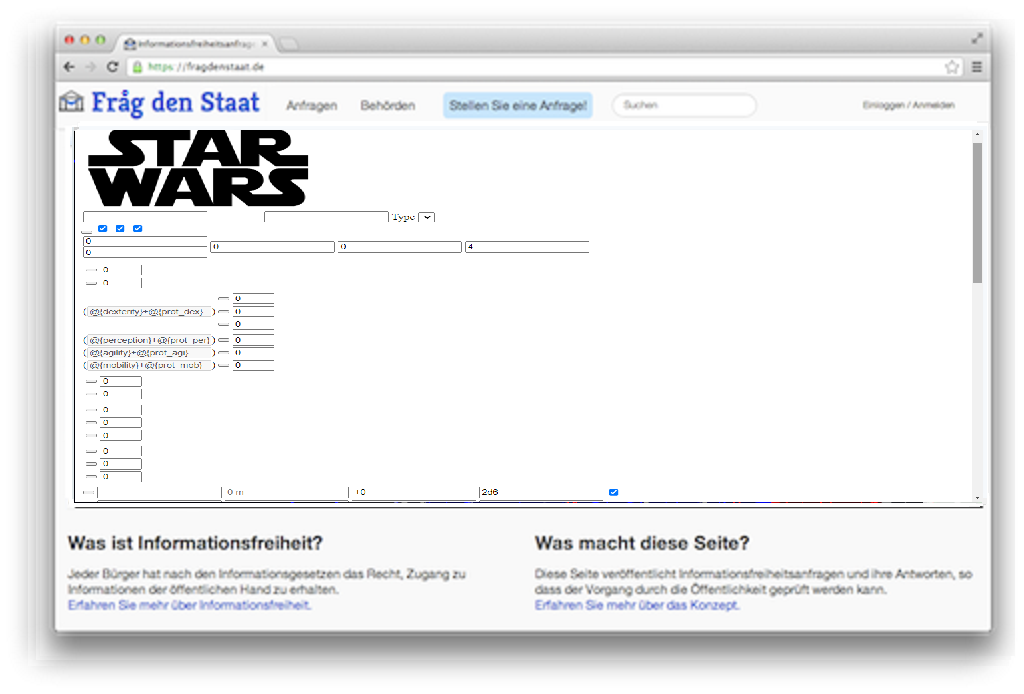 Informationsfreiheitsanfrag
https://fragdenstaat.de
Fråg den Staat Anfragen Behörden Stellen Sie eine Anfrage! Suchen Einloggen / Anmelden
STAR
WARS
Type
0
0 0 0 4
0
0
0
(@{dexterity}+@{prot_dex}) 0
0
(@{perception}+@{prot_per}) 0
(@{agility}+@{prot_agi}) 0
(@{mobility}+@{prot_mob}) 0
0
0
0
0
0
0
0
0
0 m +0 2d6
Was ist Informationsfreiheit?
Jeder Bürger hat nach den Informationsgesetzen das Recht, Zugang zu
Informationen der öffentlichen Hand zu erhalten.
Erfahren Sie mehr über Informationsfreiheit.
Was macht diese Seite?
Diese Seite veröffentlicht Informationsfreiheitsanfragen und ihre Antworten, so
dass der Vorgang durch die Öffentlichkeit geprüft werden kann.
Erfahren Sie mehr über das Konzept.